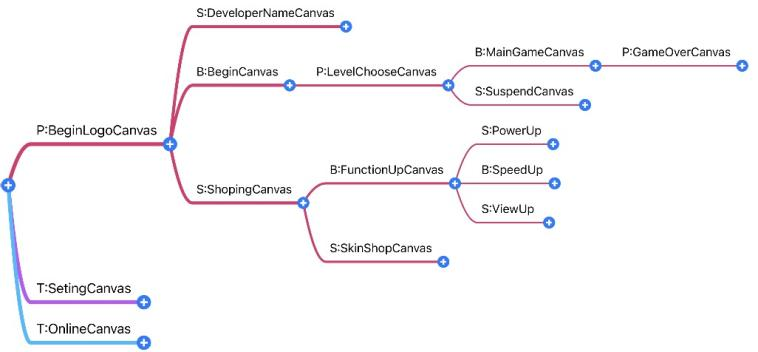 S:DeveloperNameCanvas
B:MainGameCanvas
P:GameOverCanvas
B:BeginCanvas
P:LevelChooseCanvas
S:SuspendCanvas
P:BeginLogoCanvas
S:PowerUp
B:FunctionUpCanvas
B:SpeedUp
S:ShopingCanvas
S:ViewUp
S:SkinShopCanvas
T:SetingCanvas
T:OnlineCanvas